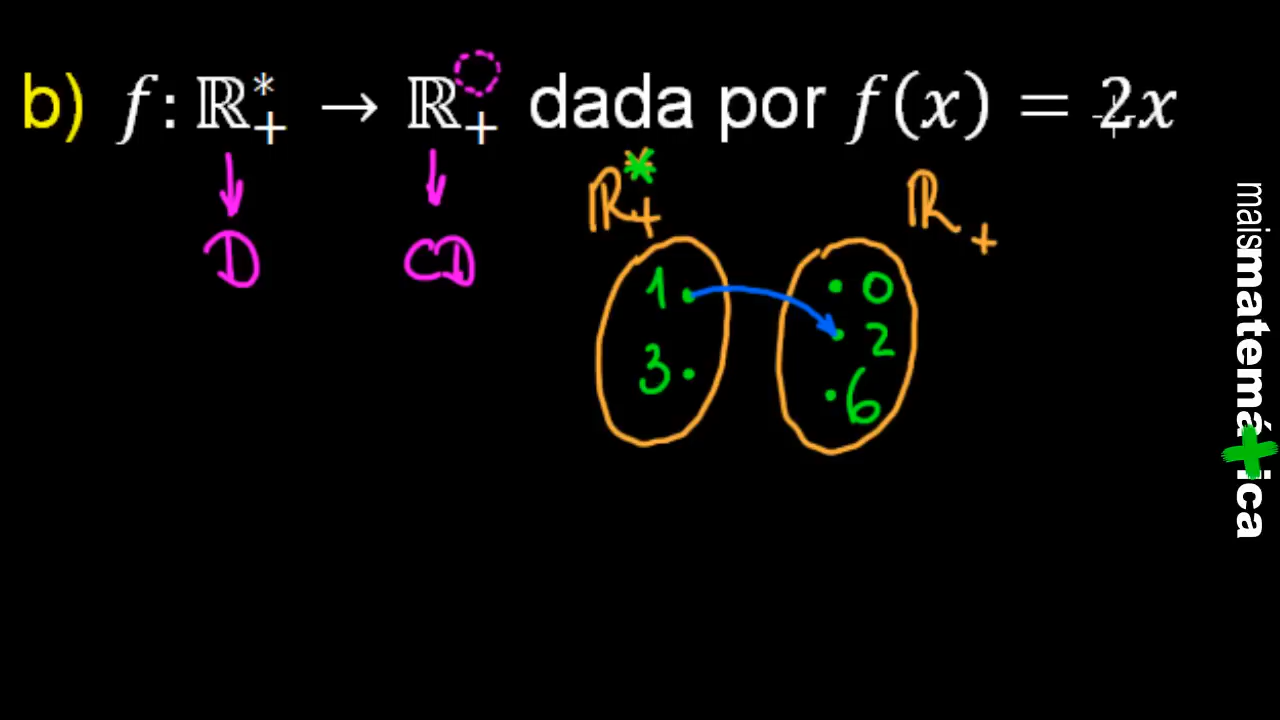 b) f: ℝ*₊ → ℝ₊ dada por f(x) = 2x
D CD ℝ*₊ ℝ₊
1 0
2
3 6
maismatemática